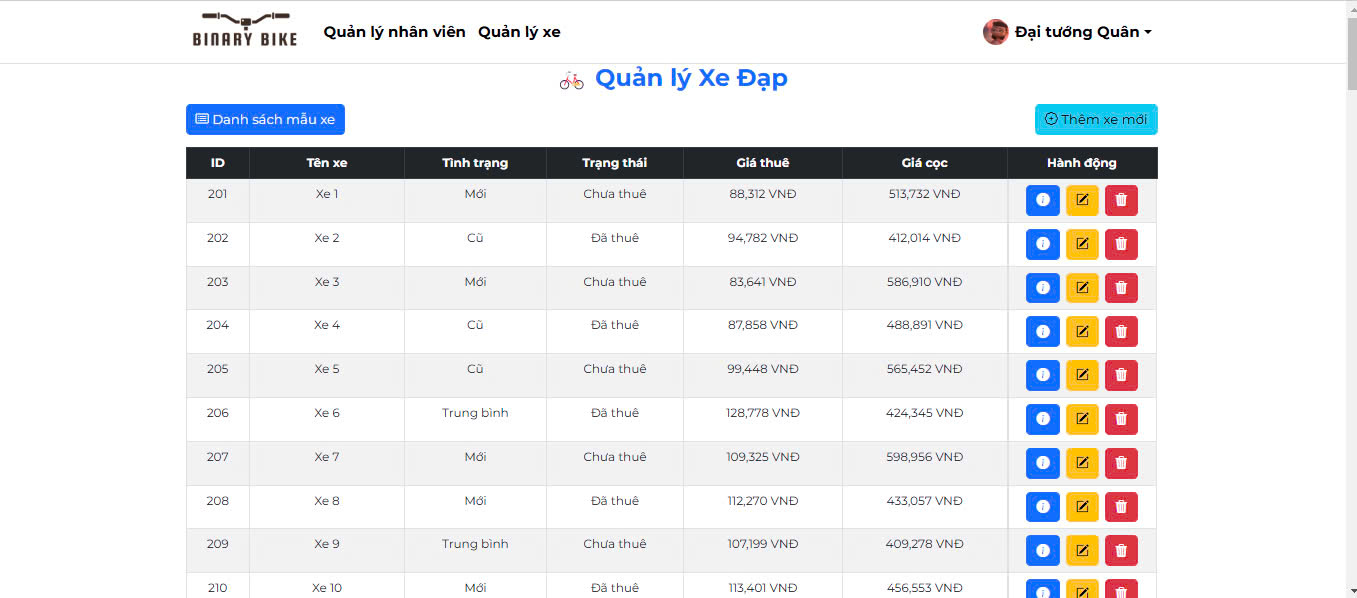 BINARY BIKE Quản lý nhân viên Quản lý xe Đại tướng Quân
Quản lý Xe Đạp
Danh sách mẫu xe Thêm xe mới
ID Tên xe Tình trạng Trạng thái Giá thuê Giá cọc Hành động
201 Xe 1 Mới Chưa thuê 88,312 VNĐ 513,732 VNĐ
202 Xe 2 Cũ Đã thuê 94,782 VNĐ 412,014 VNĐ
203 Xe 3 Mới Chưa thuê 83,641 VNĐ 586,910 VNĐ
204 Xe 4 Cũ Đã thuê 87,858 VNĐ 488,891 VNĐ
205 Xe 5 Cũ Chưa thuê 99,448 VNĐ 565,452 VNĐ
206 Xe 6 Trung bình Đã thuê 128,778 VNĐ 424,345 VNĐ
207 Xe 7 Mới Chưa thuê 109,325 VNĐ 598,956 VNĐ
208 Xe 8 Mới Đã thuê 112,270 VNĐ 433,057 VNĐ
209 Xe 9 Trung bình Chưa thuê 107,199 VNĐ 409,278 VNĐ
210 Xe 10 Mới Đã thuê 113,401 VNĐ 456,553 VNĐ